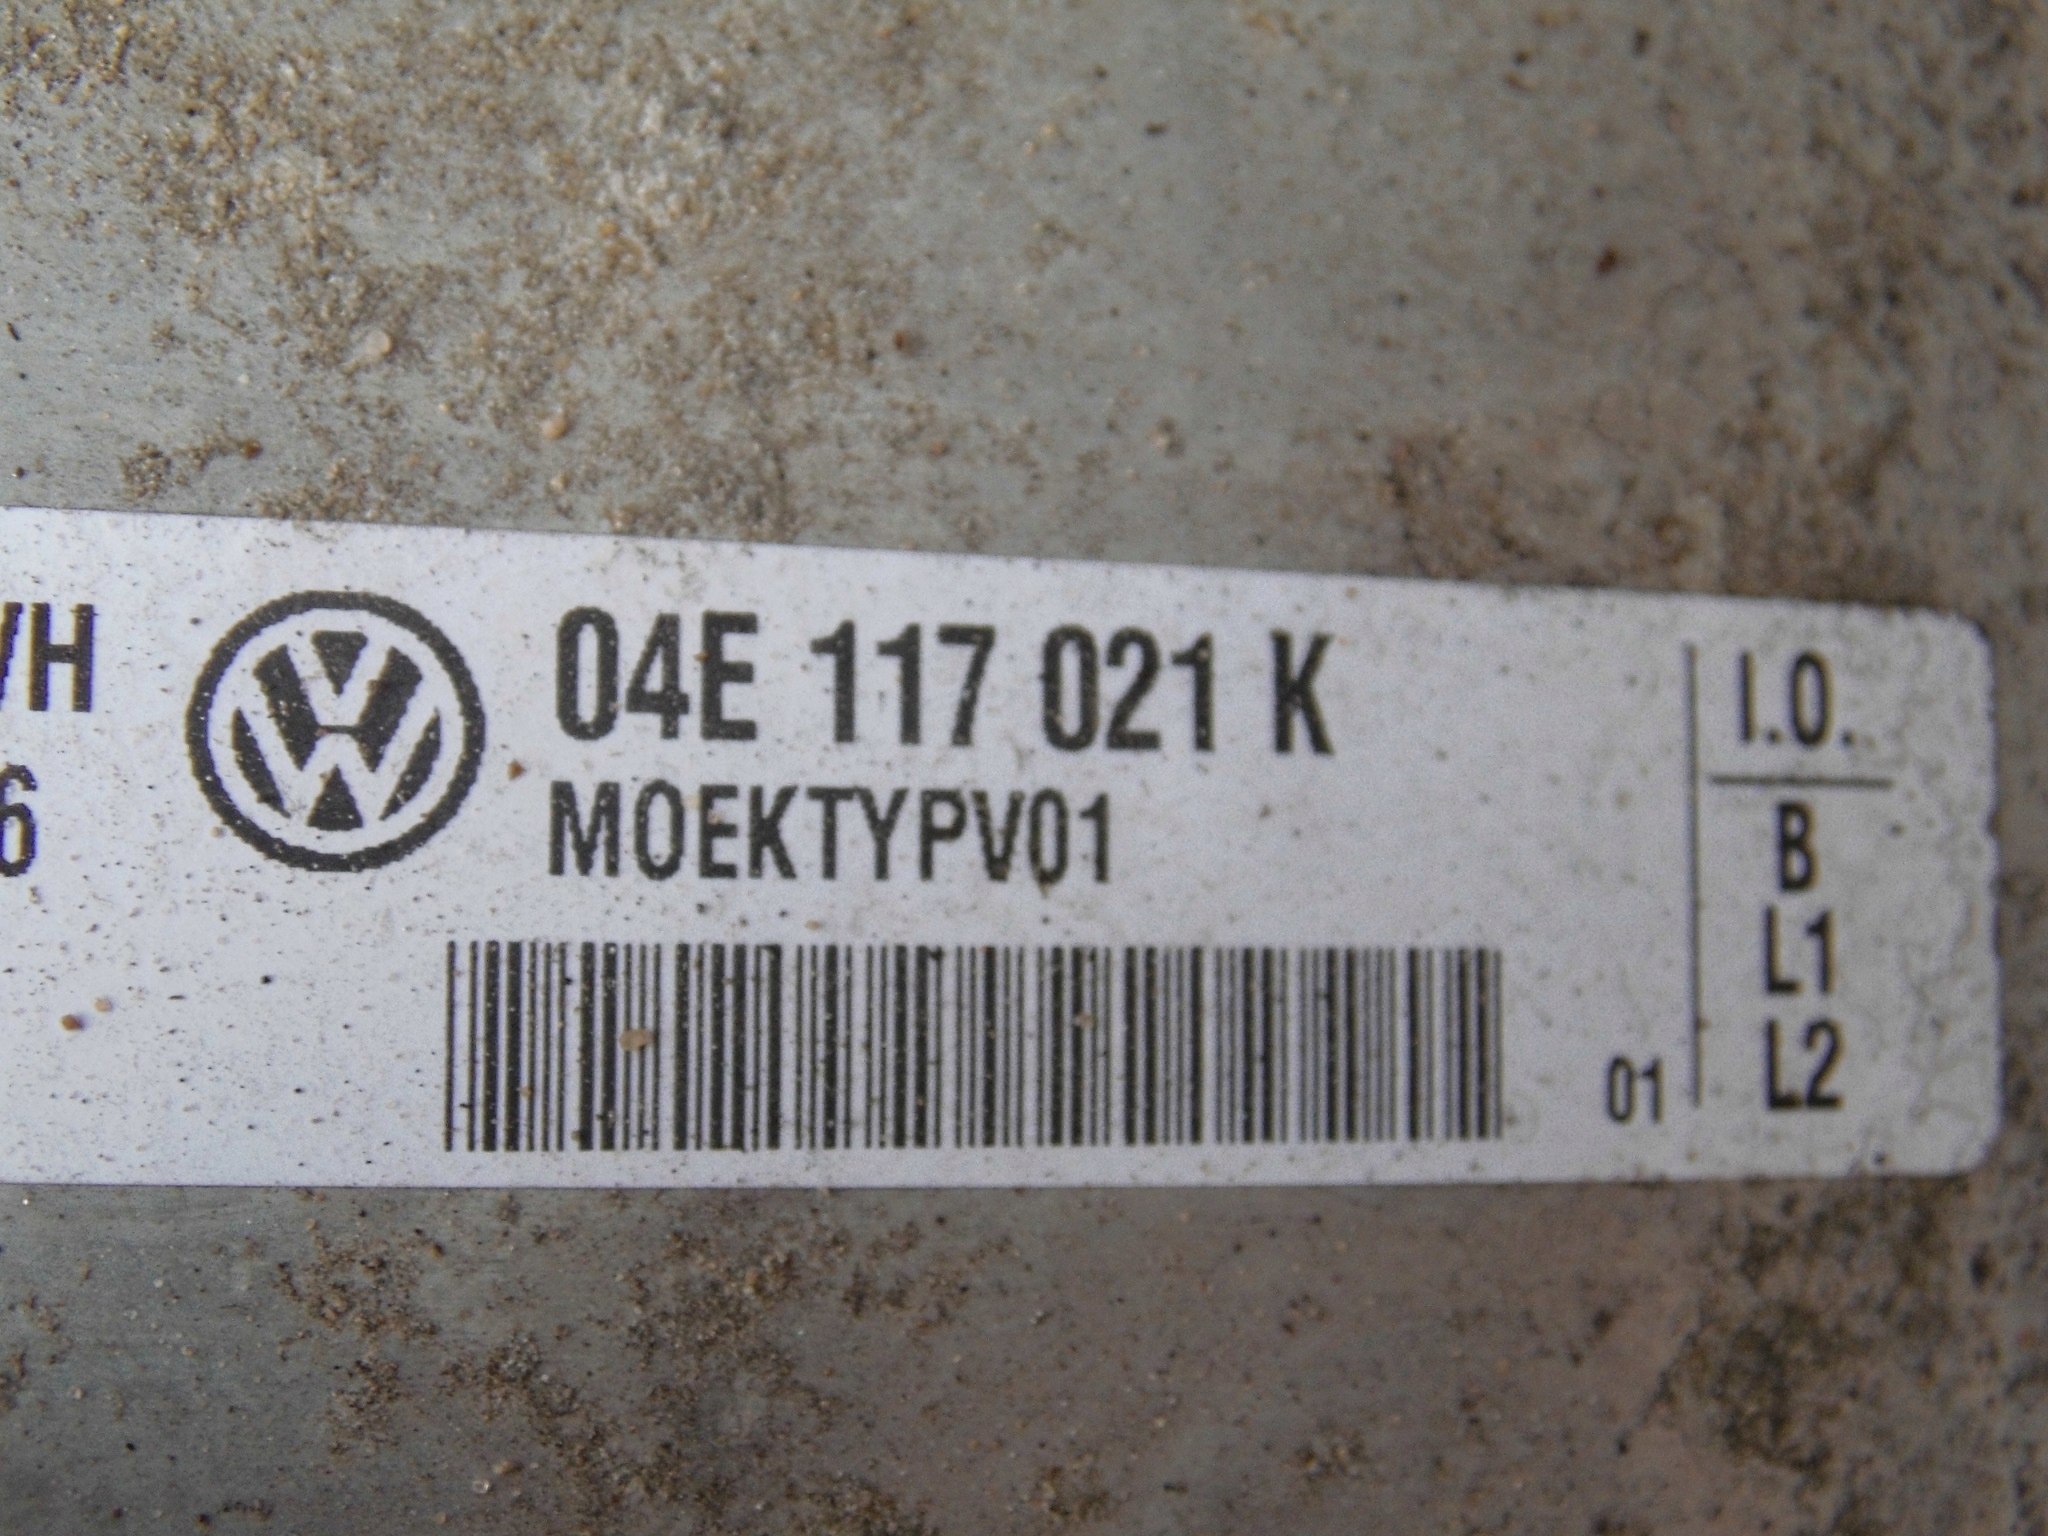 VH
6
04E 117 021 K
MOEKTYPV01
01
I.O.
B
L1
L2